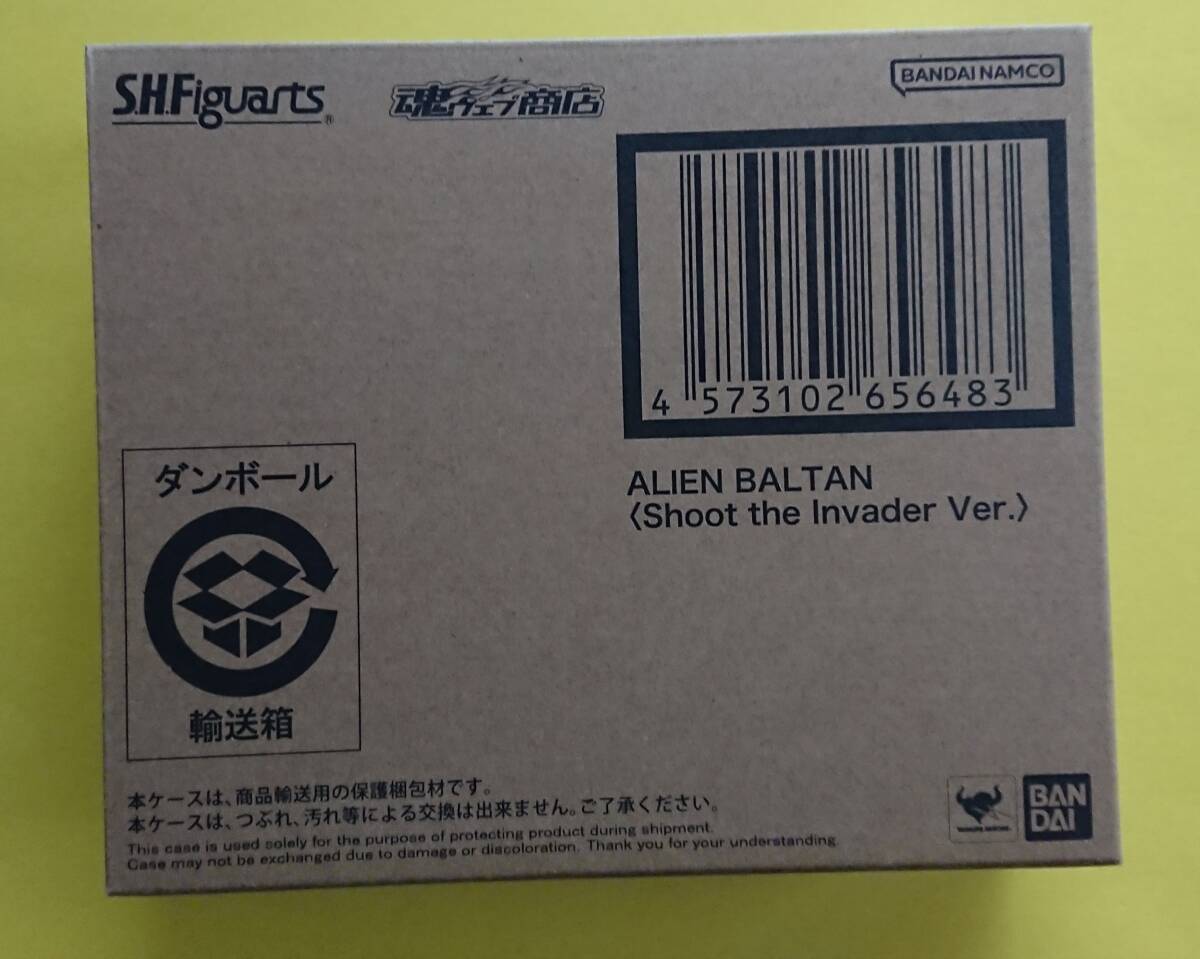 S.H.Figuarts®
魂ウェブ商店
BANDAI NAMCO
4 573102 656483
ALIEN BALTAN
〈Shoot the Invader Ver.〉
ダンボール
輸送箱
本ケースは、商品輸送用の保護梱包材です。
本ケースは、つぶれ、汚れ等による交換は出来ません。ご了承ください。
This case is used solely for the purpose of protecting product during shipment.
Case may not be exchanged due to damage or discoloration. Thank you for your understanding.
BAN
DAI